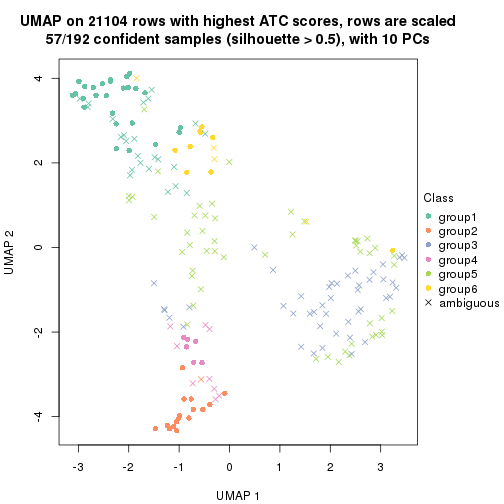 UMAP on 21104 rows with highest ATC scores, rows are scaled
57/192 confident samples (silhouette > 0.5), with 10 PCs
4
2
0
-2
-4
UMAP 2
-3
-2
-1
0
1
2
3
UMAP 1
Class
group1
group2
group3
group4
group5
group6
ambiguous